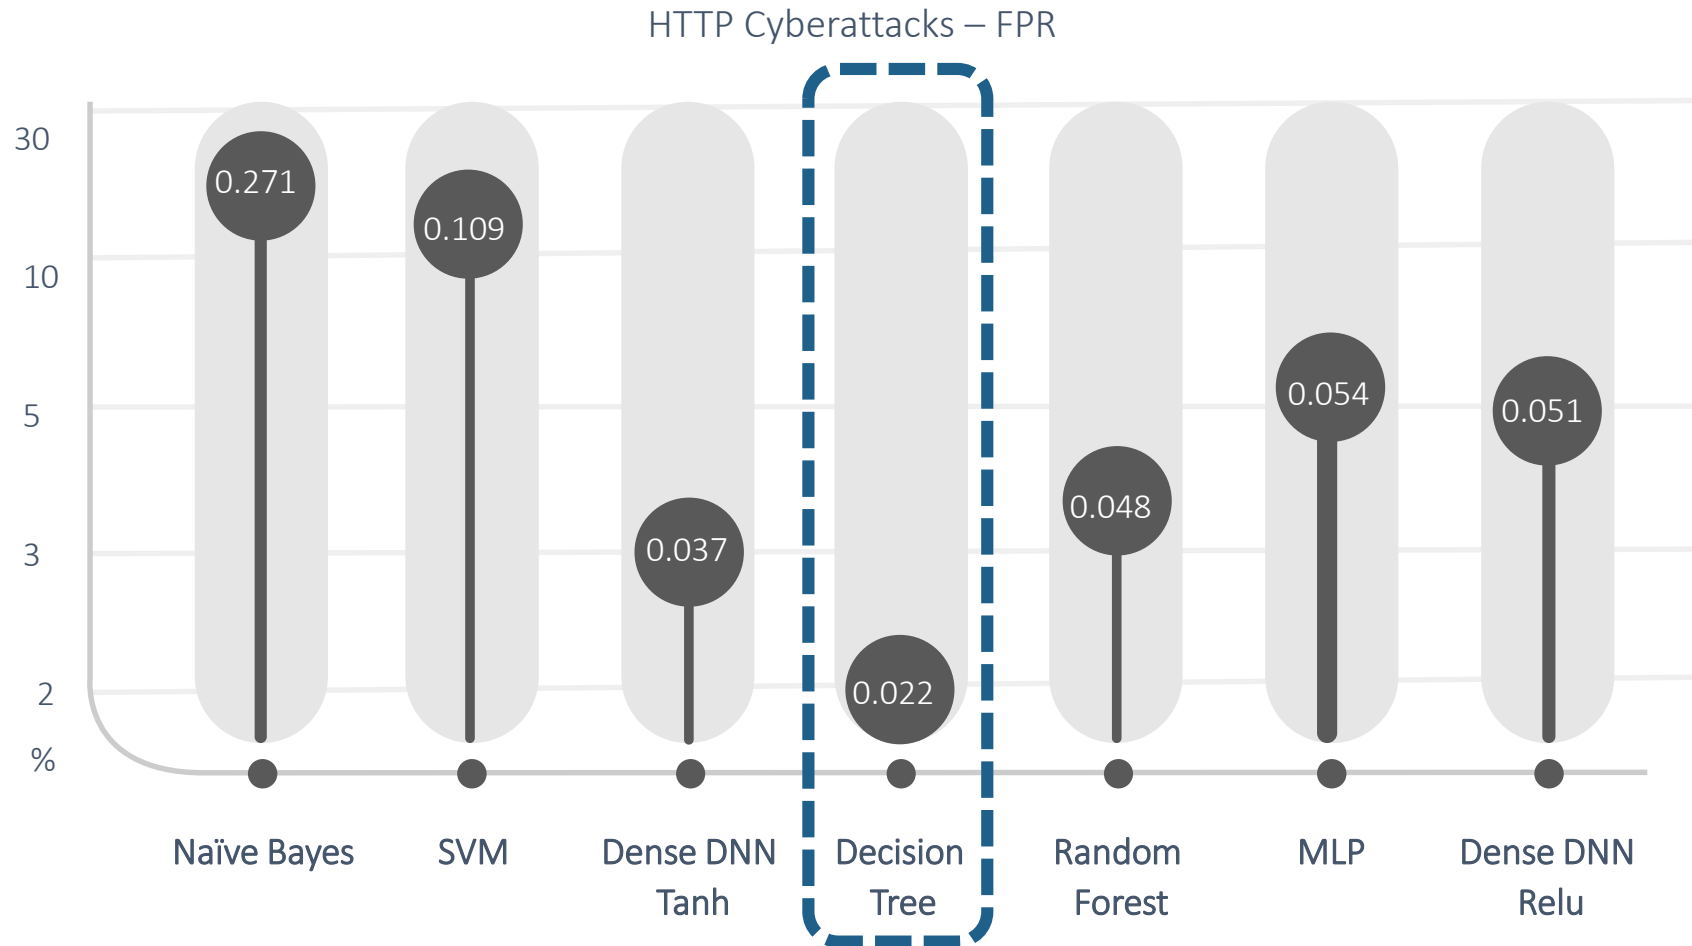 HTTP Cyberattacks – FPR
30
10
5
3
2
%
0.271
0.109
0.037
0.022
0.048
0.054
0.051
Naïve Bayes
SVM
Dense DNN
Tanh
Decision
Tree
Random
Forest
MLP
Dense DNN
Relu